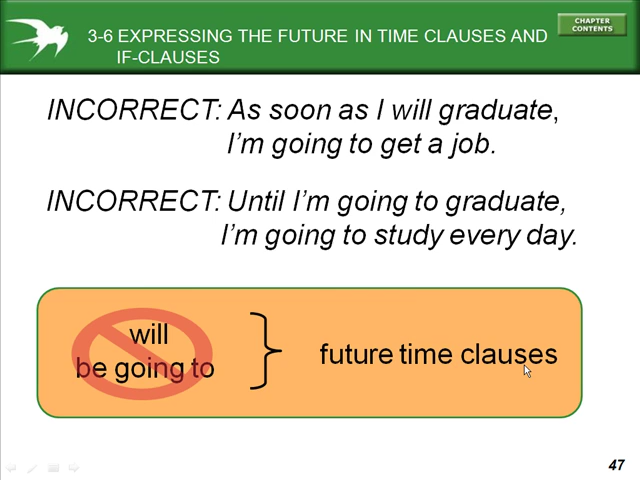 3-6 EXPRESSING THE FUTURE IN TIME CLAUSES AND
IF-CLAUSES
CHAPTER
CONTENTS
INCORRECT: As soon as I will graduate,
I'm going to get a job.
INCORRECT: Until I'm going to graduate,
I'm going to study every day.
will
be going to
future time clauses
47